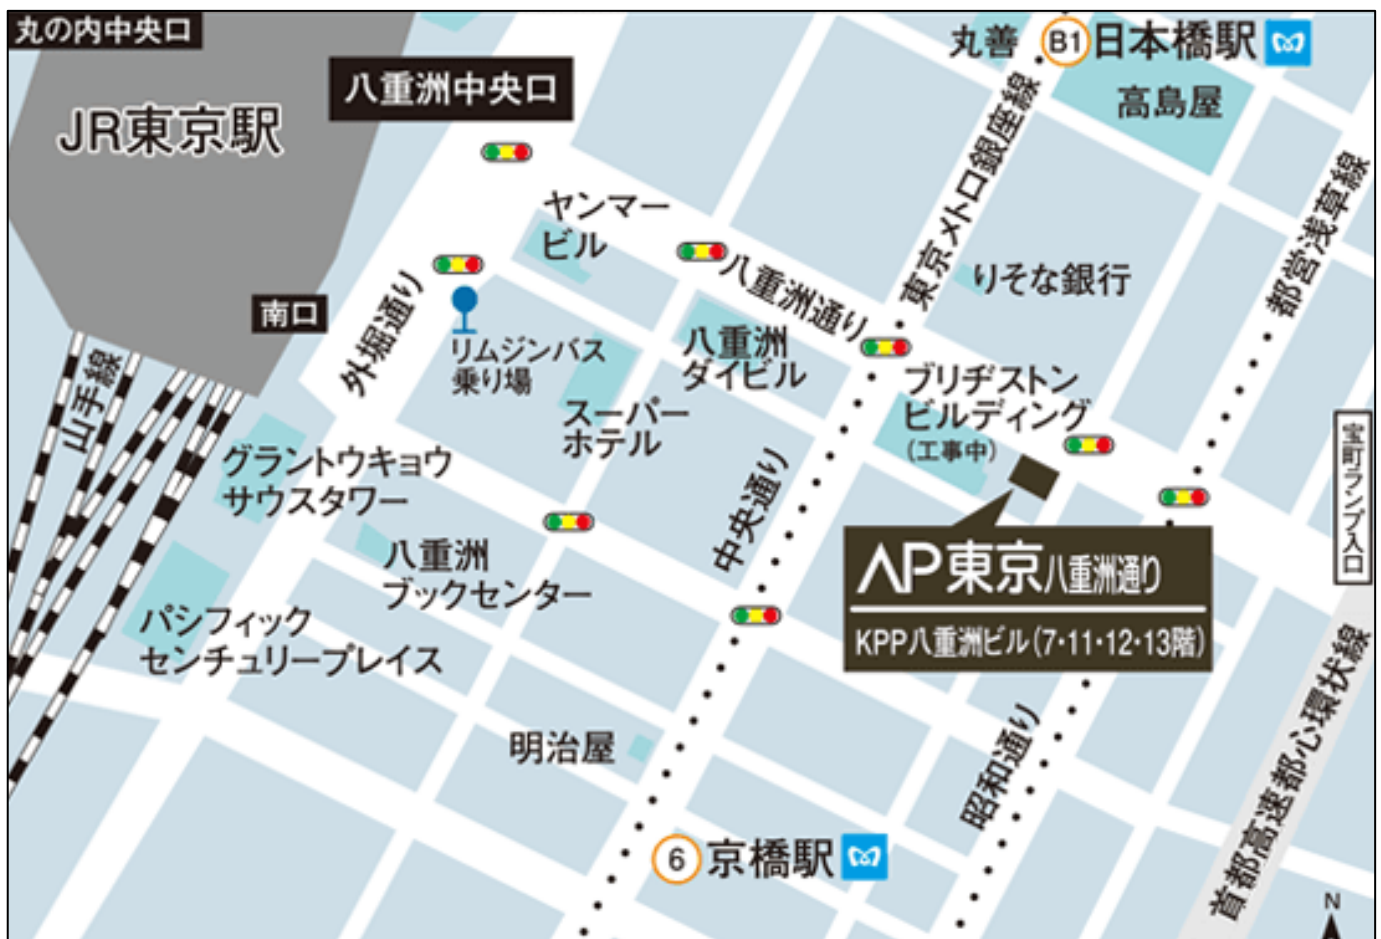 丸の内中央口
JR東京駅
八重洲中央口
丸善
B1
日本橋駅
高島屋
ヤンマー
ビル
八重洲通り
東京メトロ銀座線
都営浅草線
りそな銀行
南口
外堀通り
リムジンバス
乗り場
八重洲
ダイビル
スーパー
ホテル
ブリヂストン
ビルディング
(工事中)
山手線
グラントウキョウ
サウスタワー
中央通り
宝町ランプ入口
八重洲
ブックセンター
AP東京八重洲通り
KPP八重洲ビル(7・11・12・13階)
パシフィック
センチュリープレイス
明治屋
昭和通り
首都高速都心環状線
6
京橋駅
N